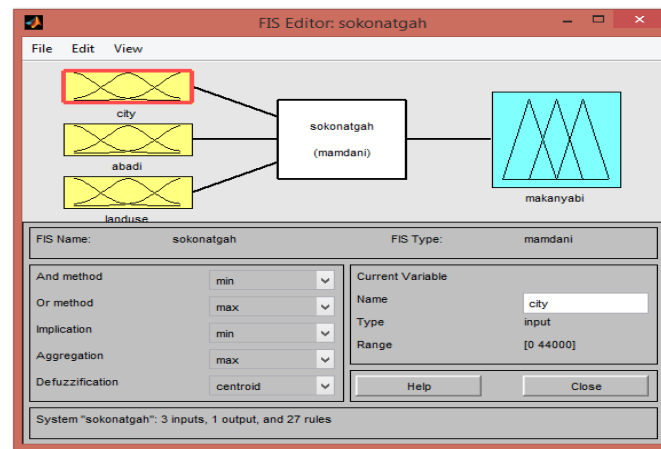 FIS Editor: sokonatgah
File Edit View
city
abadi
landuse
sokonatgah
(mamdani)
makanyabi
FIS Name: sokonatgah FIS Type: mamdani
And method min
Or method max
Implication min
Aggregation max
Defuzzification centroid
Current Variable
Name city
Type input
Range [0 44000]
Help Close
System "sokonatgah": 3 inputs, 1 output, and 27 rules